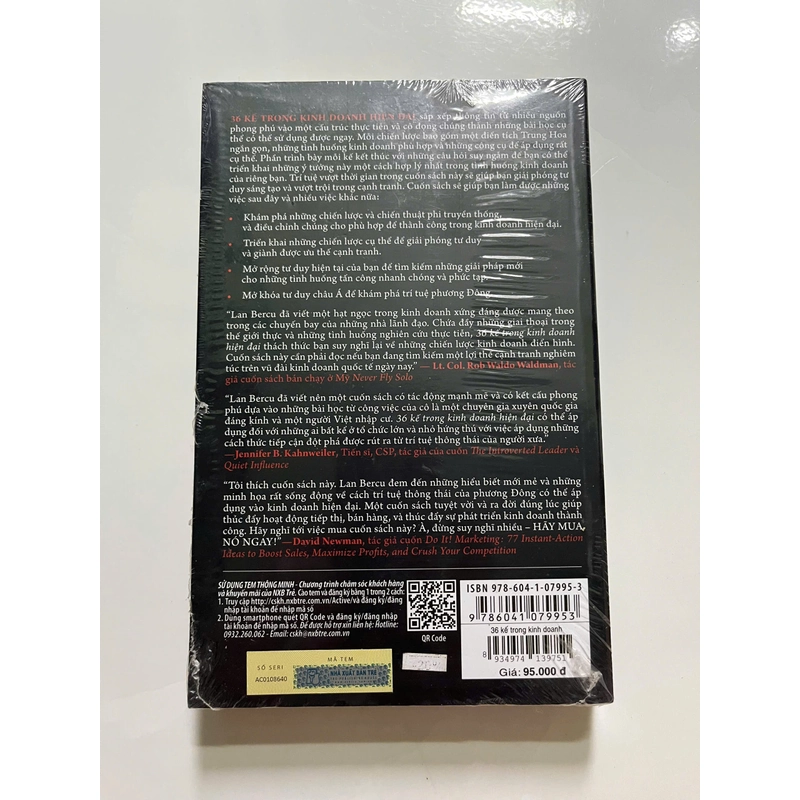 36 KẾ TRONG KINH DOANH HIỆN ĐẠI sắp xếp thông tin từ nhiều nguồn
phong phú vào một cấu trúc thực tiễn và cô đọng chúng thành những bài học cụ
thể có thể sử dụng được ngay. Mỗi chiến lược bao gồm một điển tích Trung Hoa
ngắn gọn, những tình huống kinh doanh phù hợp và những công cụ để áp dụng rất
cụ thể. Phần trình bày mỗi kế kết thúc với những câu hỏi suy ngẫm để bạn có thể
triển khai những ý tưởng này một cách hợp lý nhất trong tình huống kinh doanh
của riêng bạn. Trí tuệ vượt thời gian trong cuốn sách này sẽ giúp bạn giải phóng tư
duy sáng tạo và vượt trội trong cạnh tranh. Cuốn sách sẽ giúp bạn làm được những
việc sau đây và nhiều việc khác nữa:
• Khám phá những chiến lược và chiến thuật phi truyền thống,
và điều chỉnh chúng cho phù hợp để thành công trong kinh doanh hiện đại.
• Triển khai những chiến lược cụ thể để giải phóng tư duy
và giành được ưu thế cạnh tranh.
• Mở rộng tư duy hiện tại của bạn để tìm kiếm những giải pháp mới
cho những tình huống tấn công nhanh chóng và phức tạp.
• Mở khóa tư duy châu Á để khám phá trí tuệ phương Đông.
“Lan Bercu đã viết một hạt ngọc trong kinh doanh xứng đáng được mang theo
trong các chuyến bay của những nhà lãnh đạo. Chứa đầy những giai thoại trong
thế giới thực và những tình huống nghiên cứu thực tiễn, 36 kế trong kinh doanh
hiện đại thách thức bạn suy nghĩ lại về những chiến lược kinh doanh điển hình.
Cuốn sách này cần phải đọc nếu bạn đang tìm kiếm một lợi thế cạnh tranh nghiêm
túc trên vũ đài kinh doanh quốc tế ngày nay.” — Lt. Col. Rob Waldo Waldman, tác
giả cuốn sách bán chạy ở Mỹ Never Fly Solo
“Lan Bercu đã viết nên một cuốn sách có tác động mạnh mẽ và có kết cấu phong
phú dựa vào những bài học từ công việc của cô là một chuyên gia xuyên quốc gia
đáng kính và một người Việt nhập cư. 36 kế trong kinh doanh hiện đại có thể áp
dụng đối với những ai bất kể ở tổ chức lớn và nhỏ hứng thú với việc áp dụng những
cách thức tiếp cận đột phá được rút ra từ trí tuệ thông thái của người xưa.”
—Jennifer B. Kahnweiler, Tiến sĩ, CSP, tác giả của cuốn The Introverted Leader và
Quiet Influence
“Tôi thích cuốn sách này. Lan Bercu đem đến những hiểu biết mới mẻ và những
minh họa rất sống động về cách trí tuệ thông thái của phương Đông có thể áp
dụng vào kinh doanh hiện đại. Một cuốn sách tuyệt vời và ra đời đúng lúc giúp
thúc đẩy hoạt động tiếp thị, bán hàng, và thúc đẩy sự phát triển kinh doanh thành
công. Hãy nghĩ tới việc mua cuốn sách này? À, đừng suy nghĩ nhiều – HÃY MUA
NÓ NGAY!”—David Newman, tác giả cuốn Do It! Marketing: 77 Instant-Action
Ideas to Boost Sales, Maximize Profits, and Crush Your Competition
SỬ DỤNG TEM THÔNG MINH - Chương trình chăm sóc khách hàng
và khuyến mãi của NXB Trẻ. Cào tem và đăng ký bằng 1 trong 2 cách:
1. Truy cập http://cskh.nxbtre.com.vn/Active/và đăng ký/đăng
nhập tài khoản để nhập mã số
2. Dùng smartphone quét QR Code và đăng ký/đăng nhập
tài khoản để nhập mã số. Để được hỗ trợ xin liên hệ: Hotline:
0932.260.062 - Email: cskh@nxbtre.com.vn
QR Code
ISBN 978-604-1-07995-3
9 786041 079953
36 kế trong kinh doanh
8 934974 139751
Giá: 95.000 đ
MÃ TEM
SỐ SERI
AC0108640
NHÀ XUẤT BẢN TRẺ